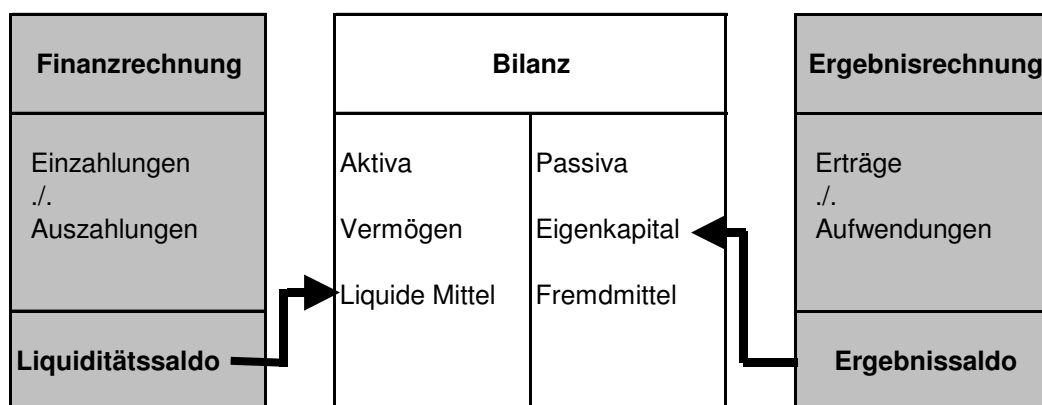 Finanzrechnung
Einzahlungen
./.
Auszahlungen
Liquiditätssaldo
Bilanz
Aktiva
Vermögen
Liquide Mittel
Passiva
Eigenkapital
Fremdmittel
Ergebnisrechnung
Erträge
./.
Aufwendungen
Ergebnissaldo